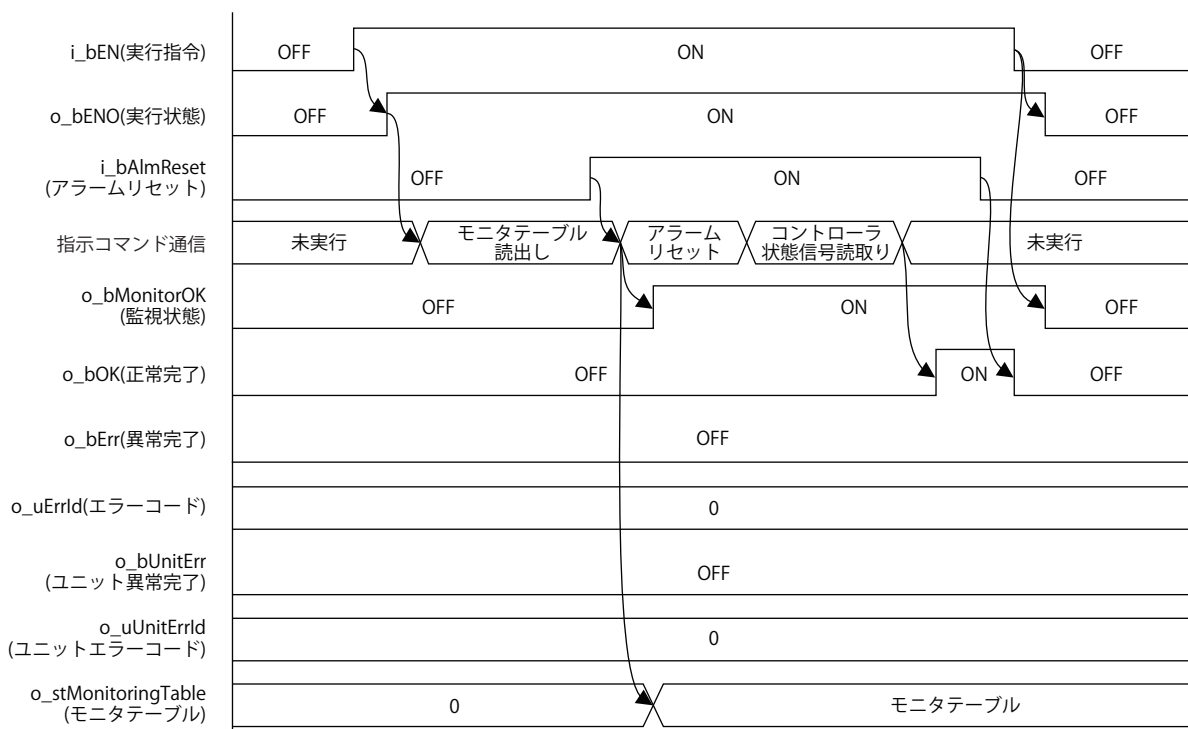 i_bEN(実行指令)
OFF
ON
OFF
o_bENO(実行状態)
OFF
ON
OFF
i_bAlmReset
(アラームリセット)
OFF
ON
OFF
指示コマンド通信
未実行
モニタテーブル
読出し
アラーム
リセット
コントローラ
状態信号読取り
未実行
o_bMonitorOK
(監視状態)
OFF
ON
OFF
o_bOK(正常完了)
OFF
ON
OFF
o_bErr(異常完了)
OFF
o_uErrId(エラーコード)
0
o_bUnitErr
(ユニット異常完了)
OFF
o_uUnitErrId
(ユニットエラーコード)
0
o_stMonitoringTable
(モニタテーブル)
0
モニタテーブル